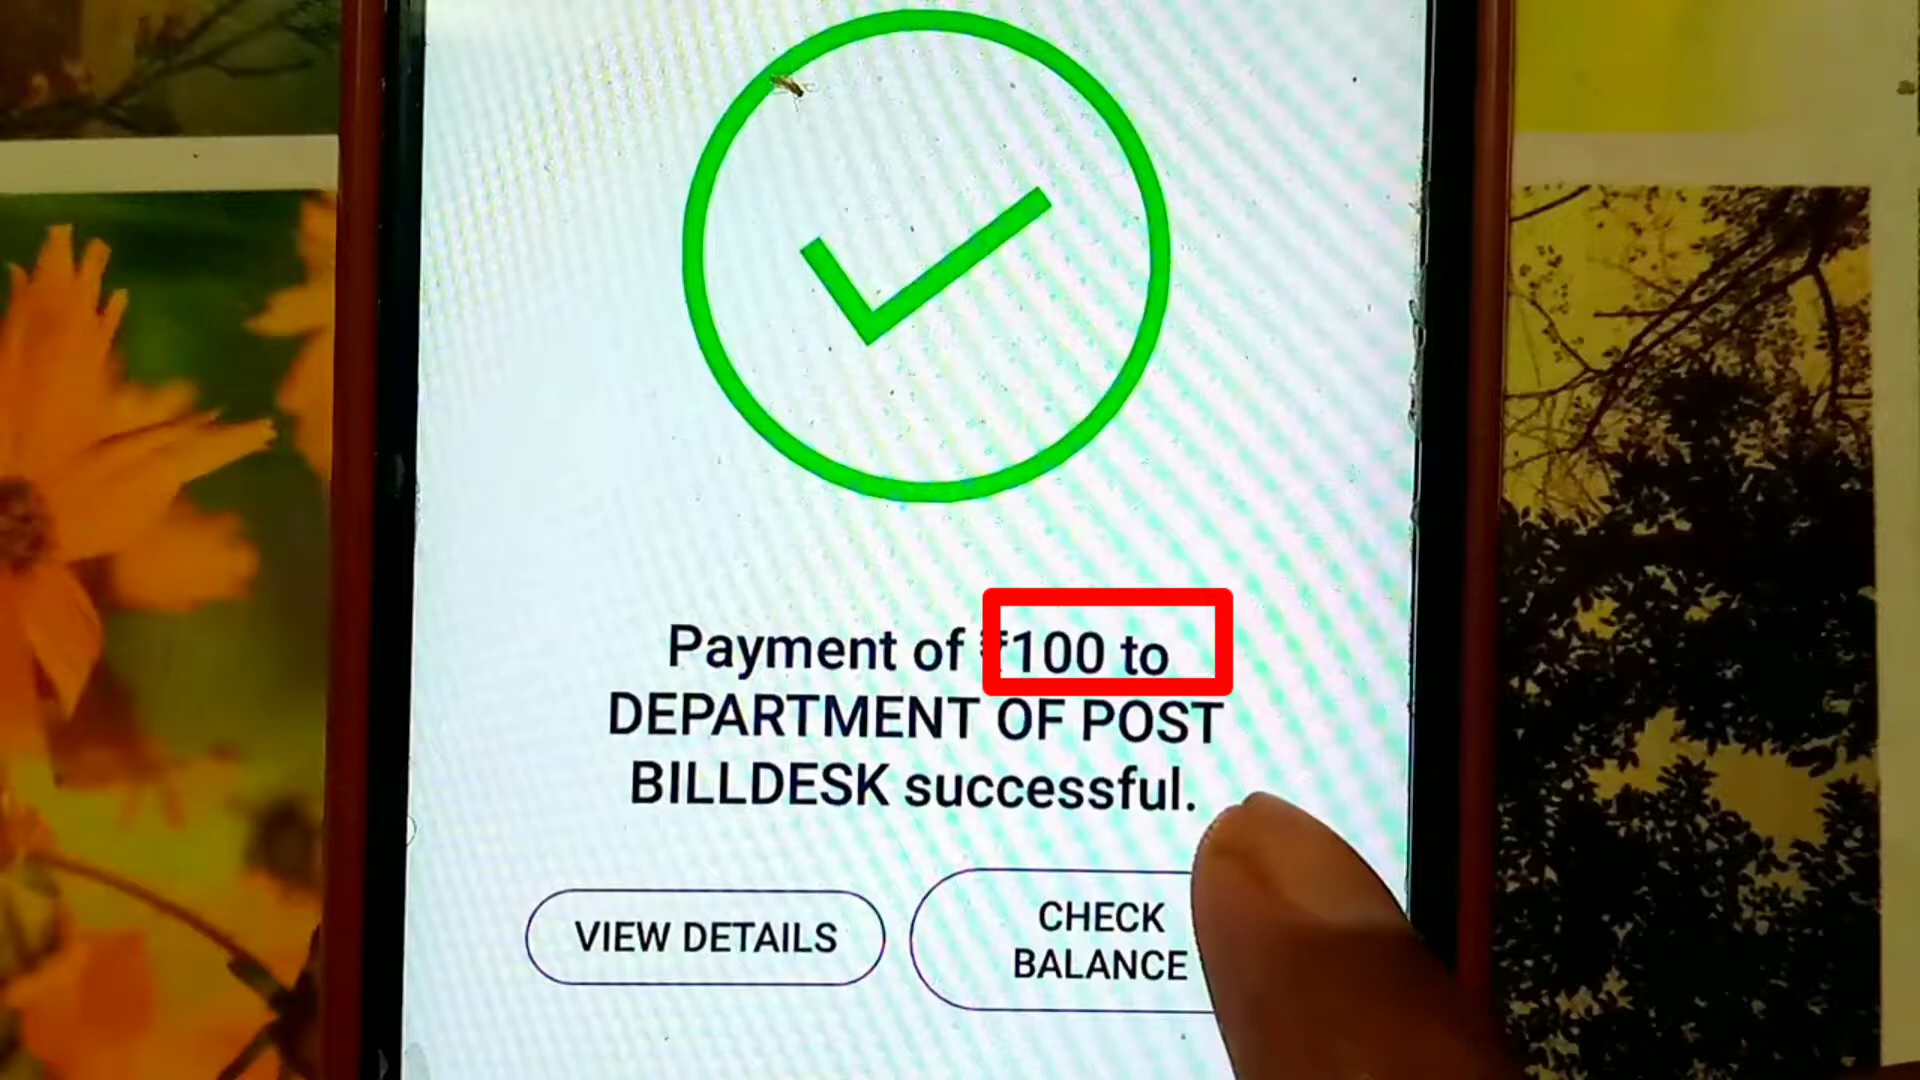 Payment of ₹100 to
DEPARTMENT OF POST
BILLDESK successful.
VIEW DETAILS
CHECK
BALANCE